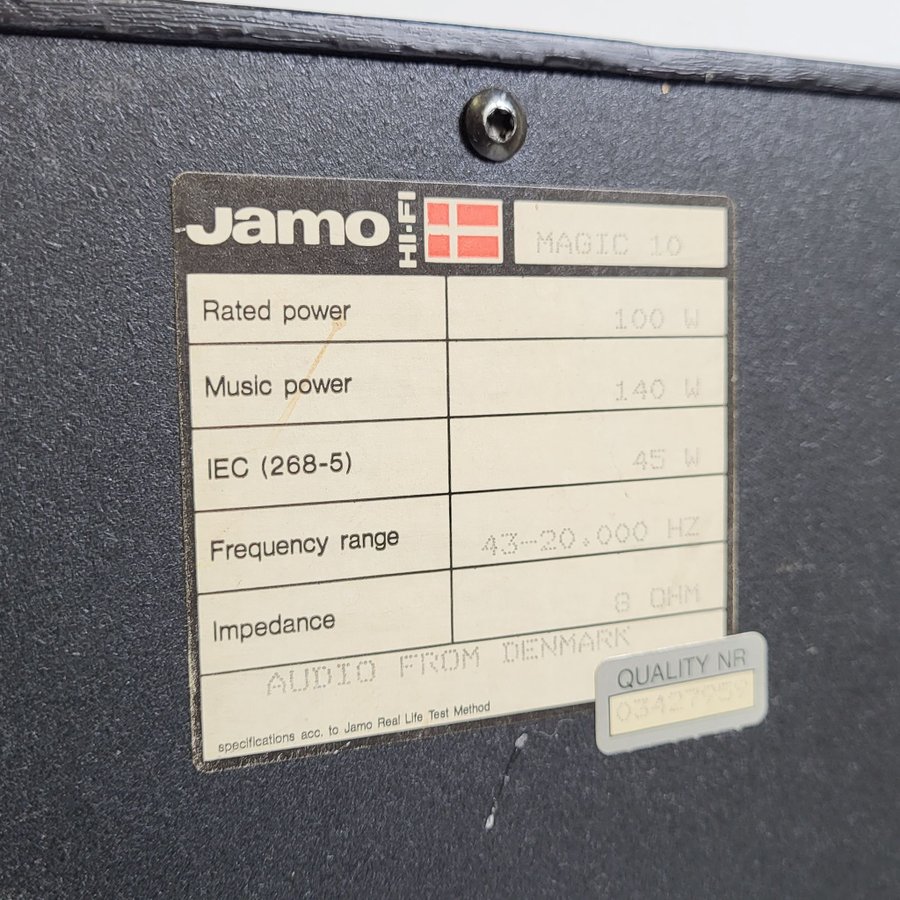 Jamo HI-FI MAGIC 10
Rated power 100 W
Music power 140 W
IEC (268-5) 45 W
Frequency range 43-20.000 HZ
Impedance 8 OHM
AUDIO FROM DENMARK
specifications acc. to Jamo Real Life Test Method
QUALITY NR